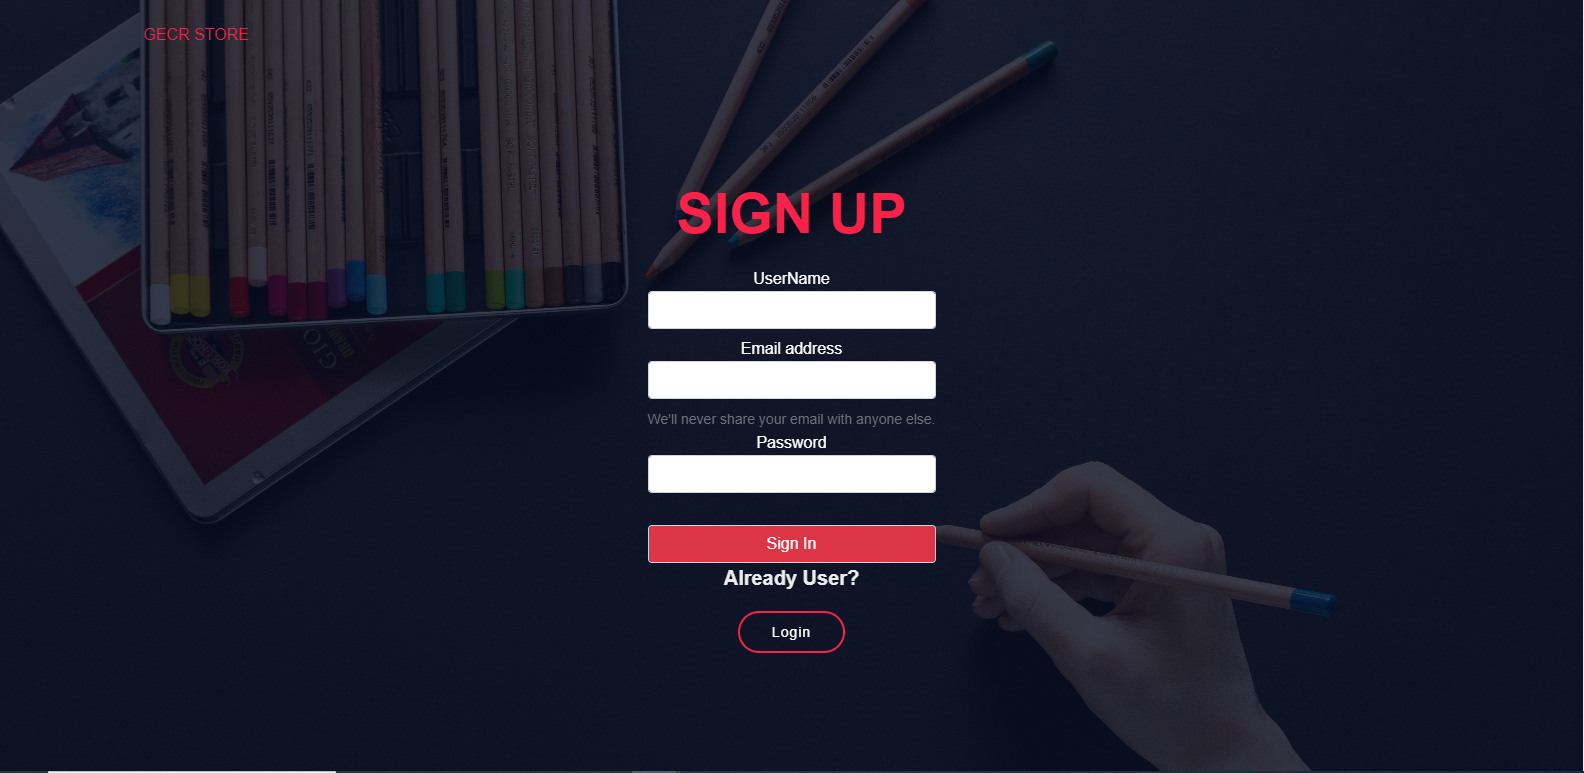 GECR STORE
SIGN UP
UserName
Email address
We'll never share your email with anyone else.
Password
Sign In
Already User?
Login